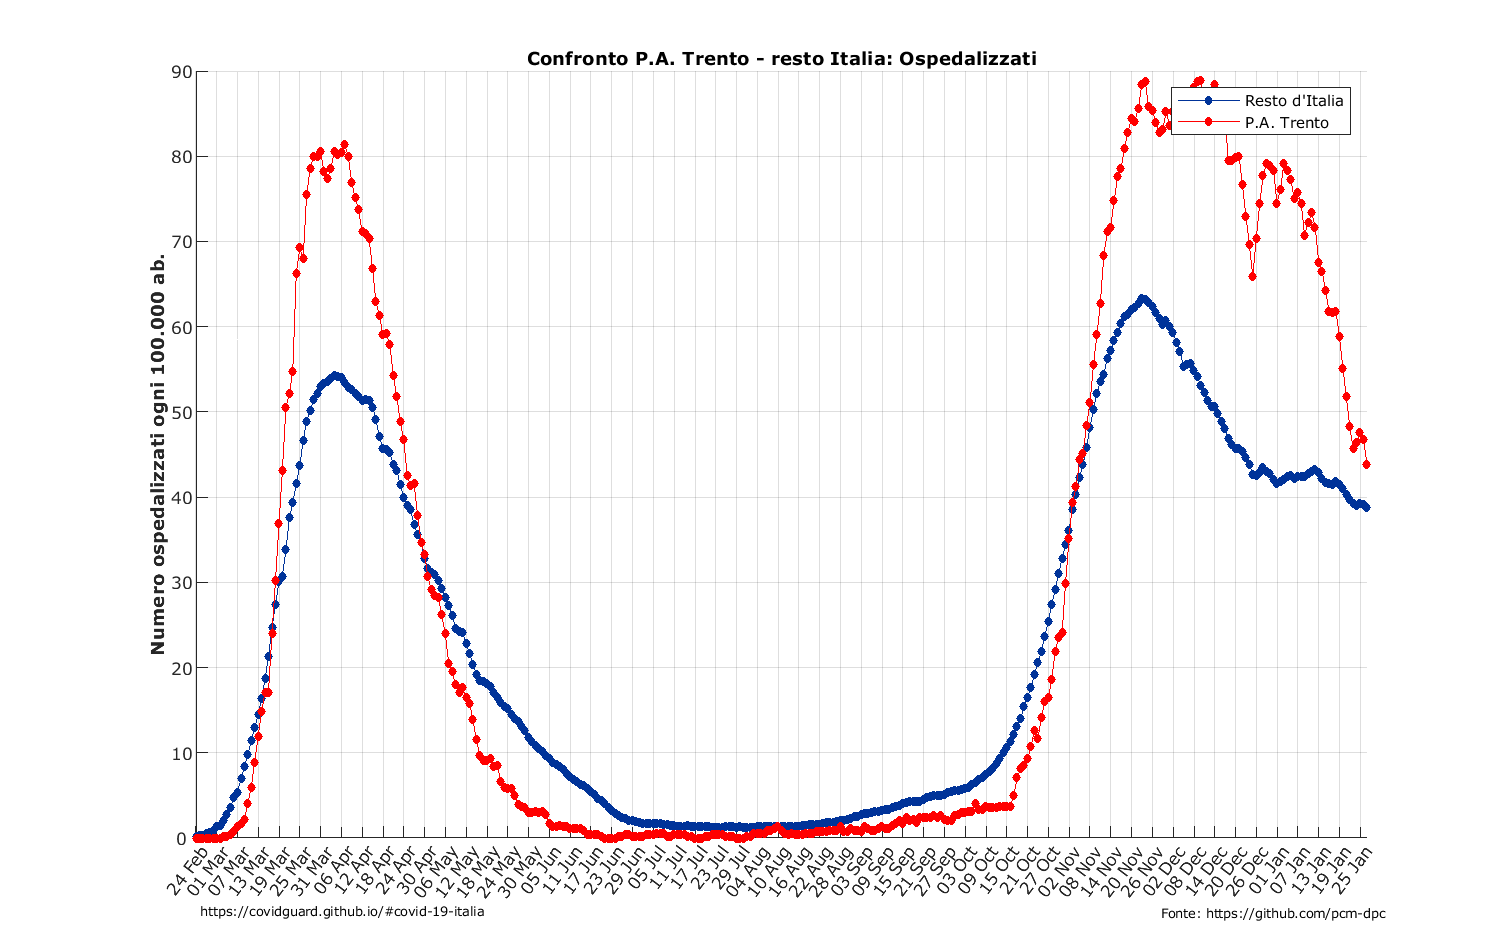 Confronto P.A. Trento - resto Italia: Ospedalizzati
Numero ospedalizzati ogni 100.000 ab.
90
80
70
60
50
40
30
20
10
0
Resto d'Italia
P.A. Trento
24 Feb
01 Mar
07 Mar
13 Mar
19 Mar
25 Mar
31 Mar
06 Apr
12 Apr
18 Apr
24 Apr
30 Apr
06 May
12 May
18 May
24 May
30 May
05 Jun
11 Jun
17 Jun
23 Jun
29 Jun
05 Jul
11 Jul
17 Jul
23 Jul
29 Jul
04 Aug
10 Aug
16 Aug
22 Aug
28 Aug
03 Sep
09 Sep
15 Sep
21 Sep
27 Sep
03 Oct
09 Oct
15 Oct
21 Oct
27 Oct
02 Nov
08 Nov
14 Nov
20 Nov
26 Nov
02 Dec
08 Dec
14 Dec
20 Dec
26 Dec
01 Jan
07 Jan
13 Jan
19 Jan
25 Jan
https://covidguard.github.io/#covid-19-italia
Fonte: https://github.com/pcm-dpc